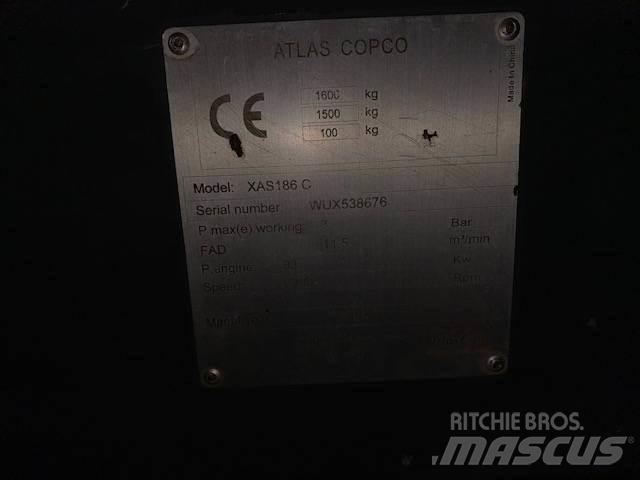 ATLAS COPCO
Made In China
CE
1600 kg
1500 kg
100 kg
Model: XAS186 C
Serial number WUX538676
P max(e) working 7 Bar
FAD 11.5 m³/min
P.engine Kw
Speed Rpm
RITCHIE BROS.
MASCUS